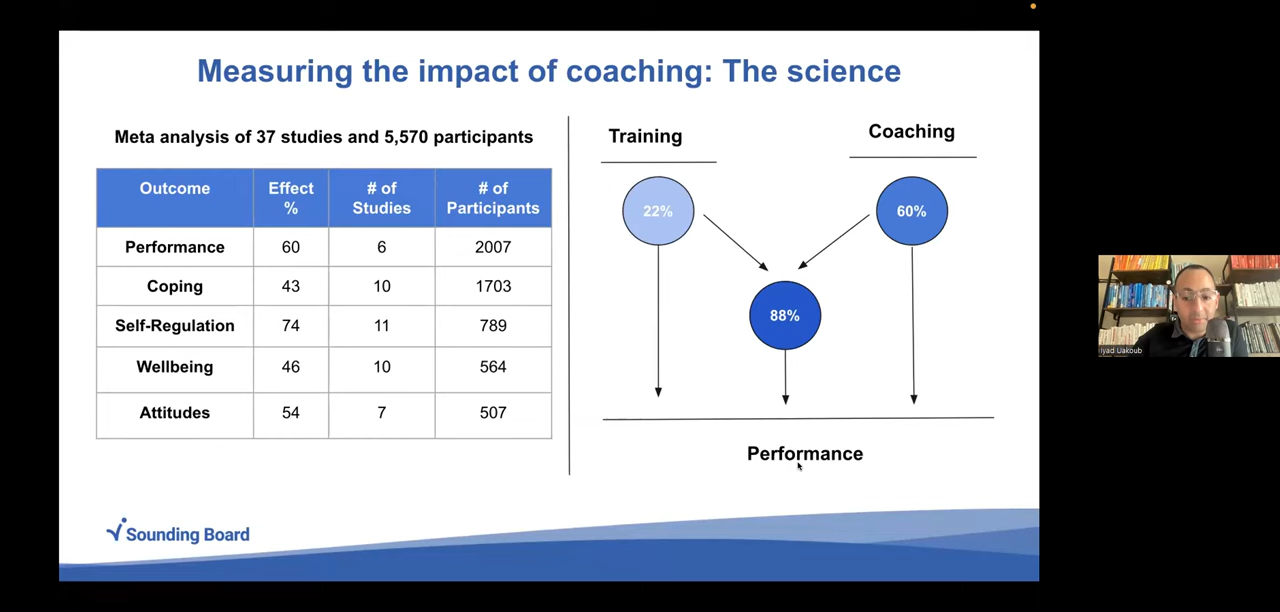 Measuring the impact of coaching: The science
Meta analysis of 37 studies and 5,570 participants
Outcome Effect % # of Studies # of Participants
Performance 60 6 2007
Coping 43 10 1703
Self-Regulation 74 11 789
Wellbeing 46 10 564
Attitudes 54 7 507
Training Coaching
22% 60%
88%
Performance
Sounding Board
Iyad Uakoub